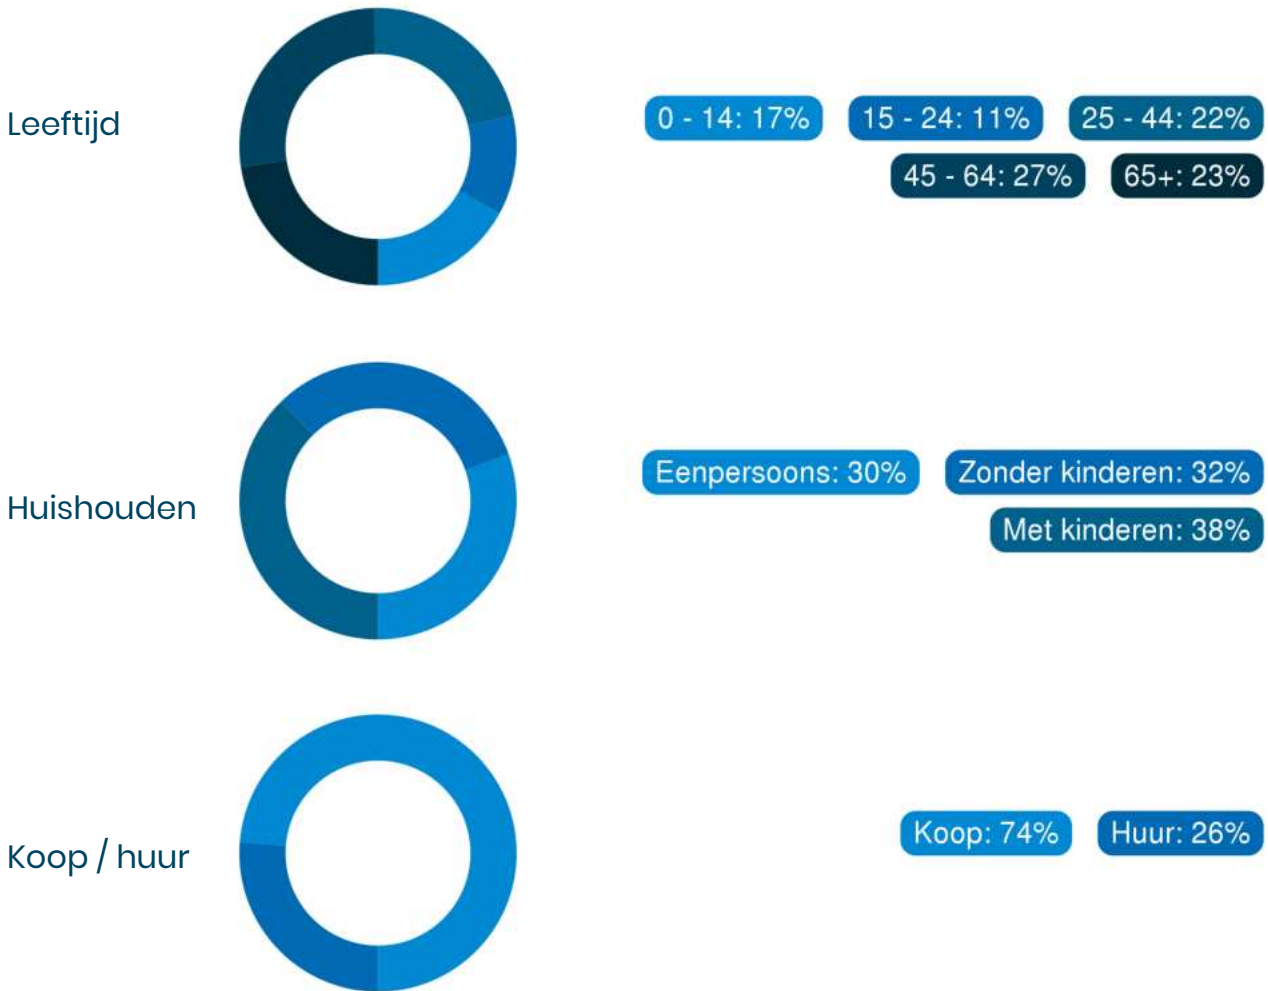 Leeftijd
0 - 14: 17% 15 - 24: 11% 25 - 44: 22%
45 - 64: 27% 65+: 23%
Huishouden
Eenpersoons: 30% Zonder kinderen: 32%
Met kinderen: 38%
Koop / huur
Koop: 74% Huur: 26%